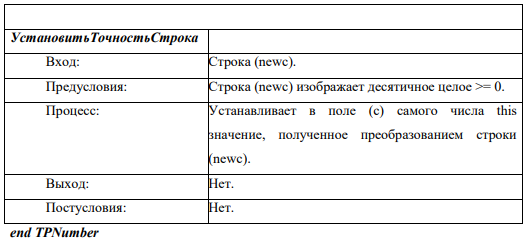 УстановитьТочностьСтрока
Вход: Строка (newc).
Предусловия: Строка (newc) изображает десятичное целое >= 0.
Процесс: Устанавливает в поле (с) самого числа this
значение, полученное преобразованием строки
(newc).
Выход: Нет.
Постусловия: Нет.
end TPNumber